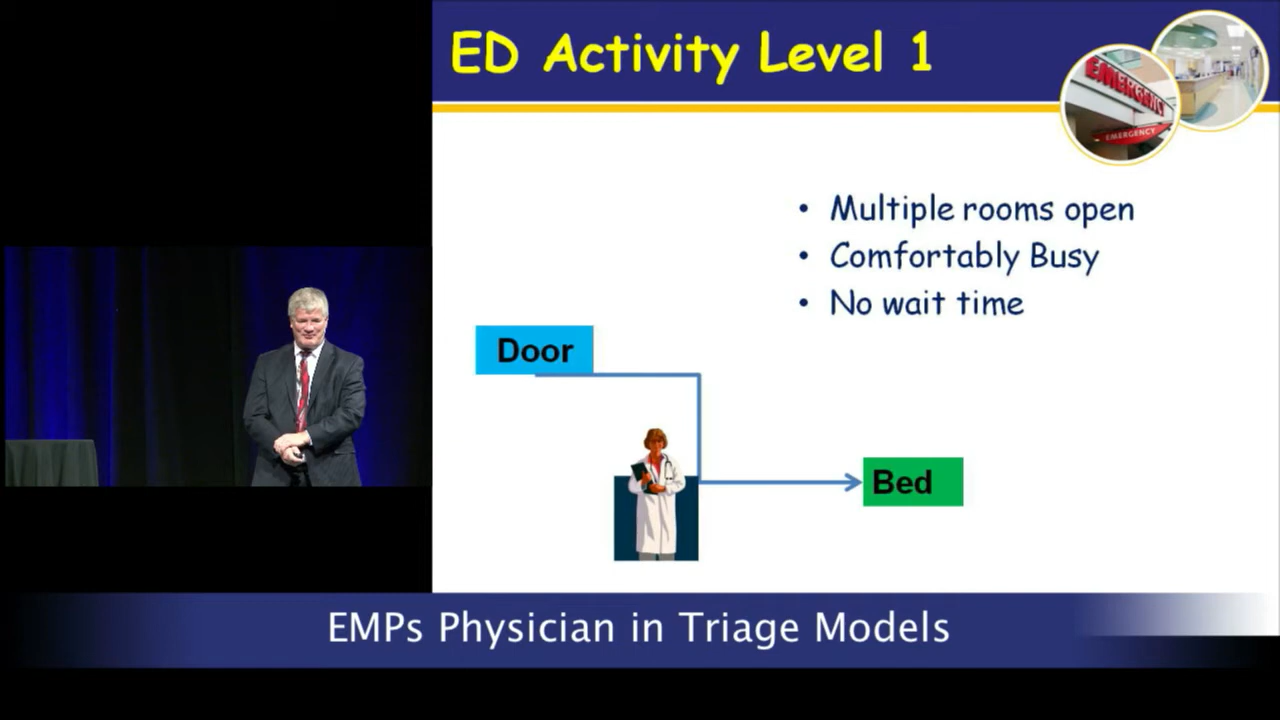 ED Activity Level 1
EMERGENCY
EMERGENCY
• Multiple rooms open
• Comfortably Busy
• No wait time
Door
Bed
EMPs Physician in Triage Models